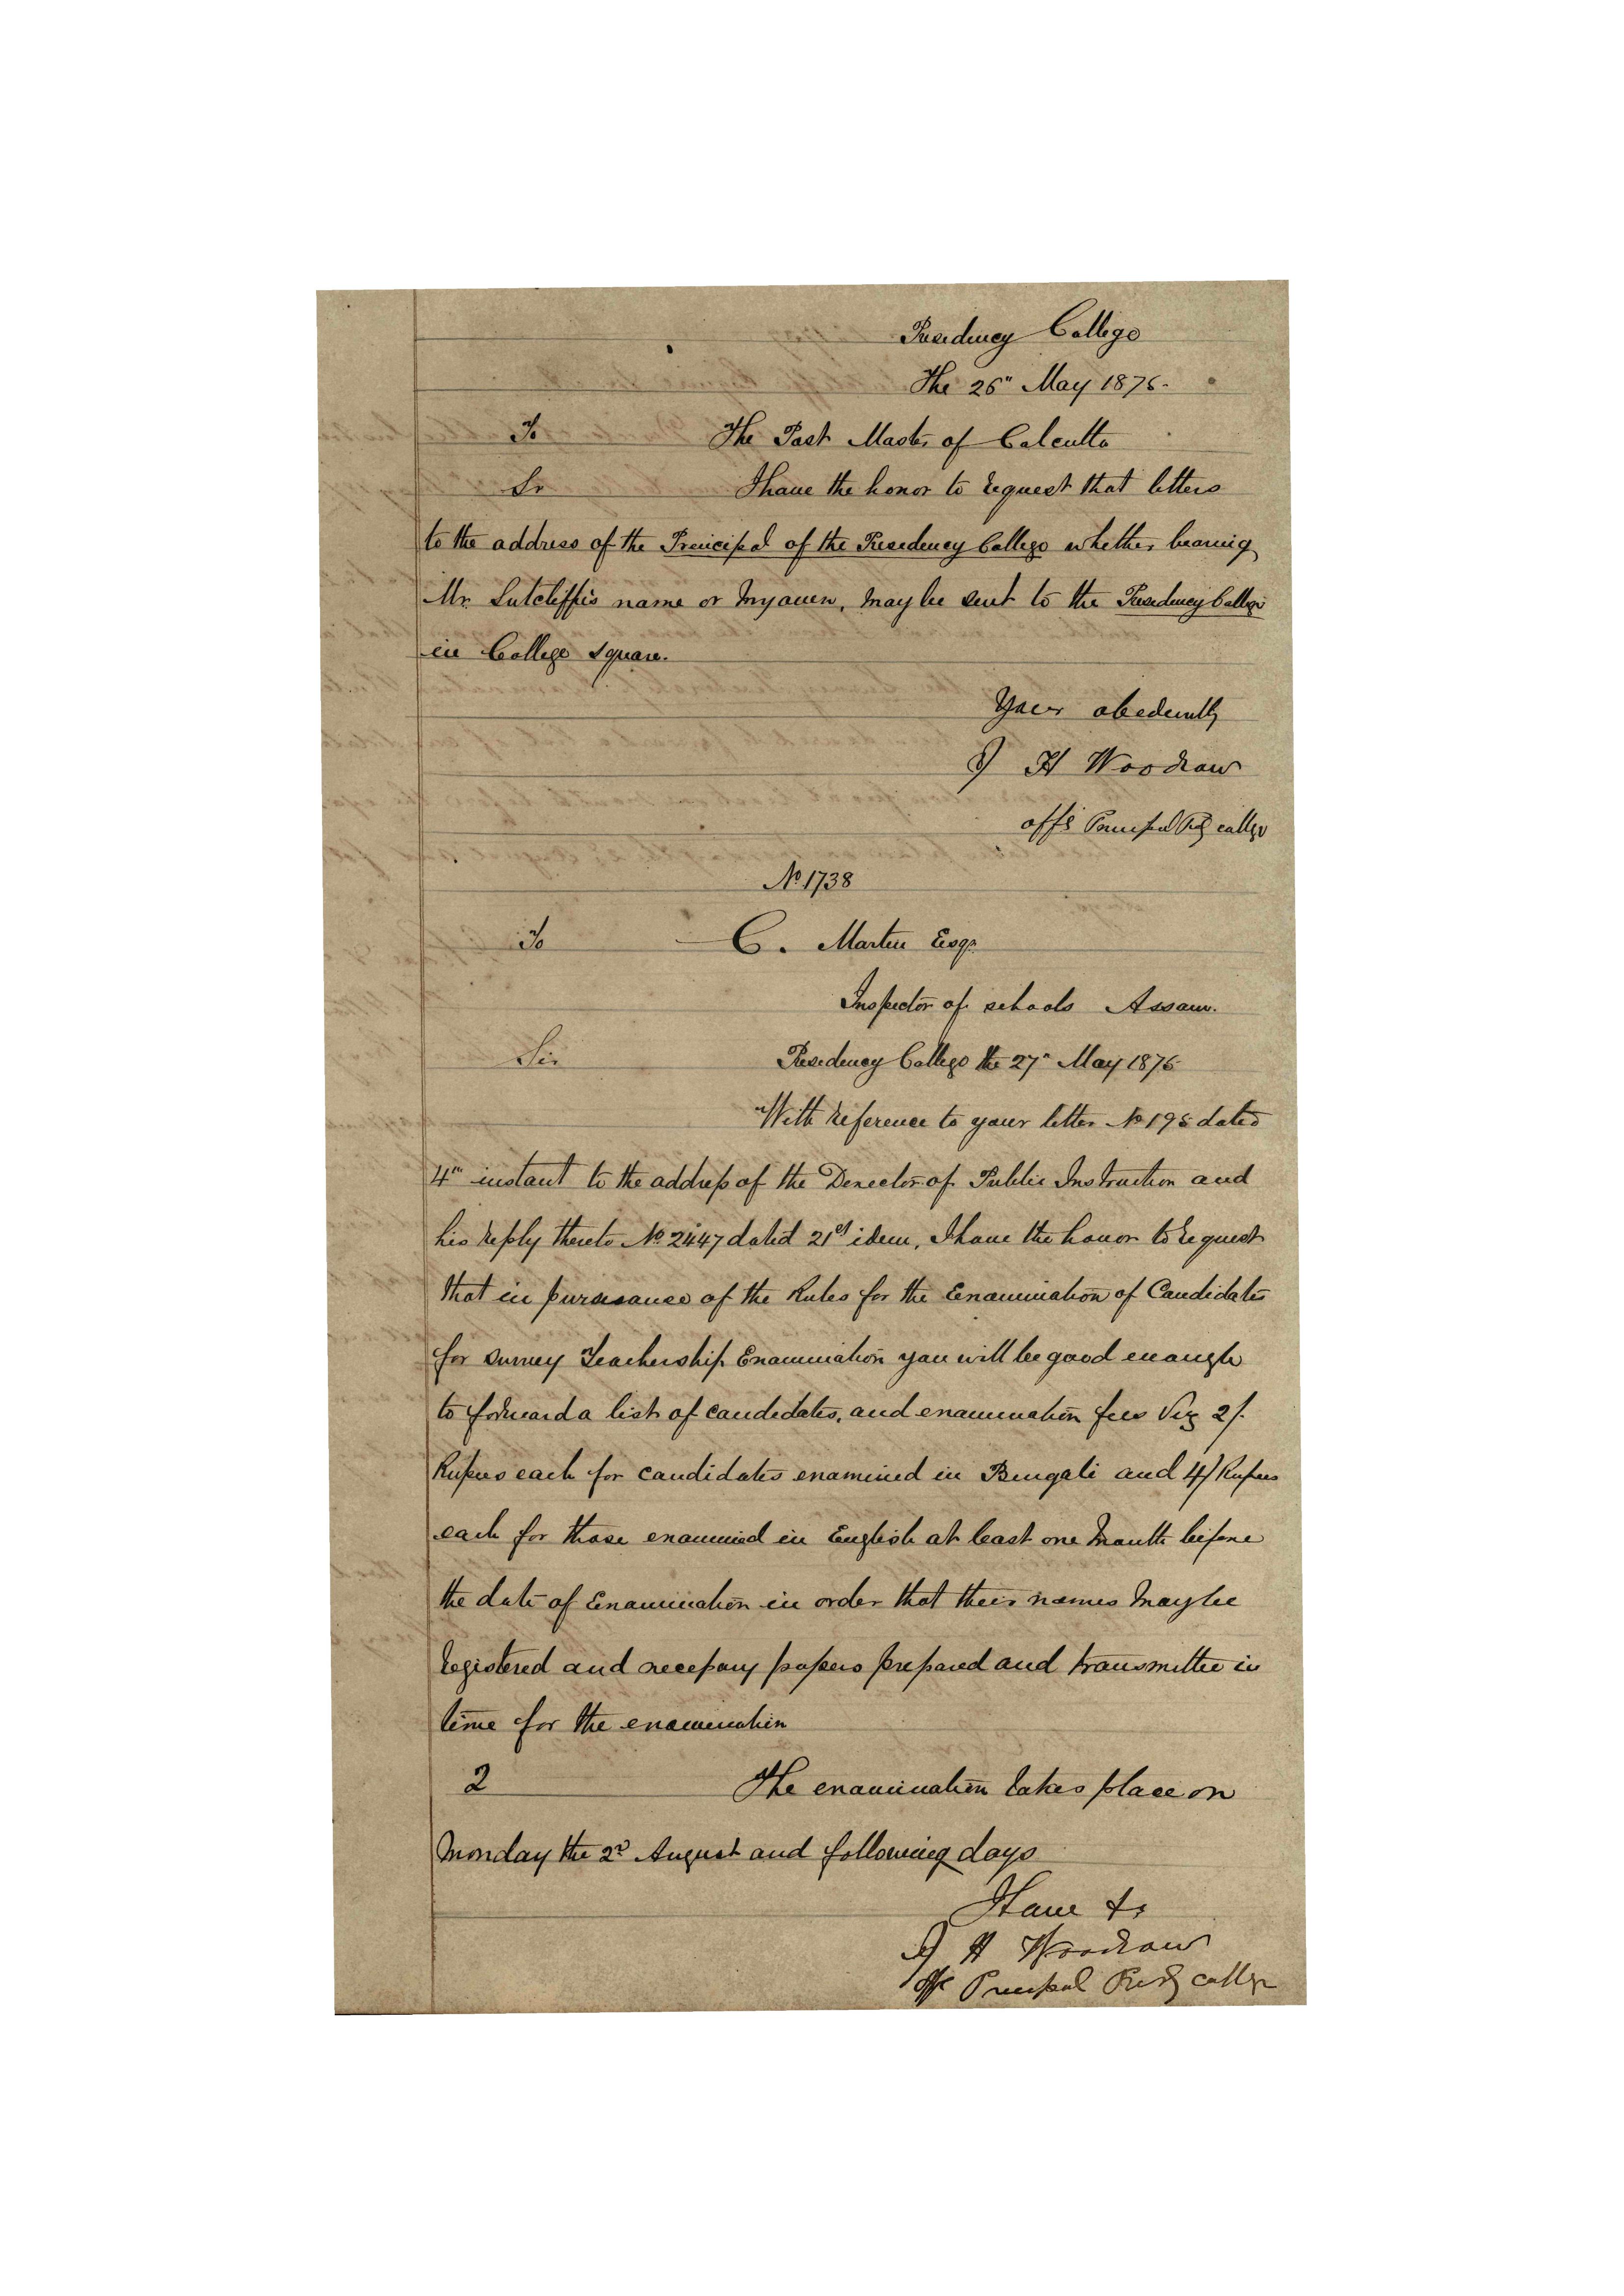 Presidency College
The 26" May 1875.
To The Post Master of Calcutta
Sir I have the honor to request that letters
to the address of the Principal of the Presidency College whether bearing
Mr. Sutcliffe's name or my own, may be sent to the Presidency College
in College Square.
Your obediently
H Woodrow
offg Principal Presy College
No. 1738
To C. Martin Esqr.
Inspector of schools Assam.
Sir Presidency College the 27" May 1875
With reference to your letter No 195 dated
4th instant to the address of the Director of Public Instruction and
his reply thereto No 2447 dated 21st idem, I have the honor to request
that in pursuance of the Rules for the Examination of Candidates
for Survey Teachership Examination you will be good enough
to forward a list of candidates, and examination fees Viz 2/-
Rupees each for candidates examined in Bengali and 4/ Rupees
each for those examined in English at least one month before
the date of Examination in order that their names may be
registered and necessary papers prepared and transmitted in
time for the examination
2 The examination takes place on
Monday the 2nd August and following days
I Have &c
H Woodrow
Offg Principal Presy College